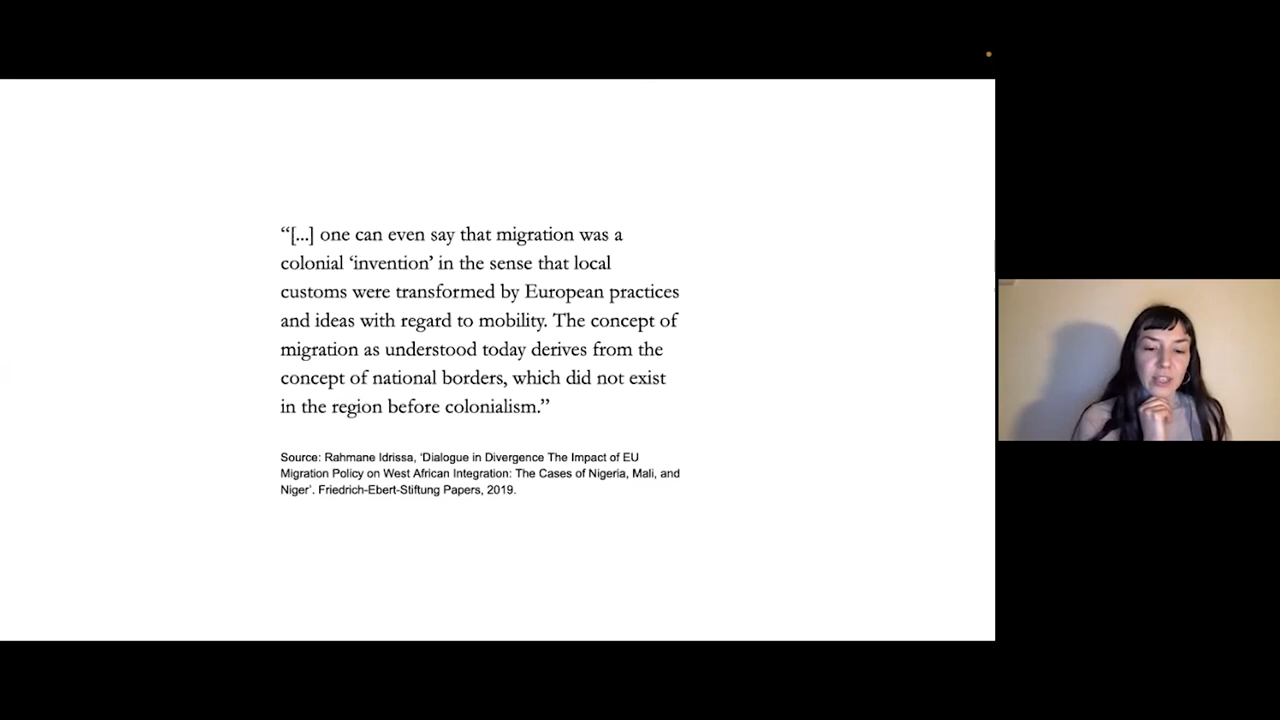 “[...] one can even say that migration was a
colonial ‘invention’ in the sense that local
customs were transformed by European practices
and ideas with regard to mobility. The concept of
migration as understood today derives from the
concept of national borders, which did not exist
in the region before colonialism.”
Source: Rahmane Idrissa, ‘Dialogue in Divergence The Impact of EU
Migration Policy on West African Integration: The Cases of Nigeria, Mali, and
Niger’. Friedrich-Ebert-Stiftung Papers, 2019.